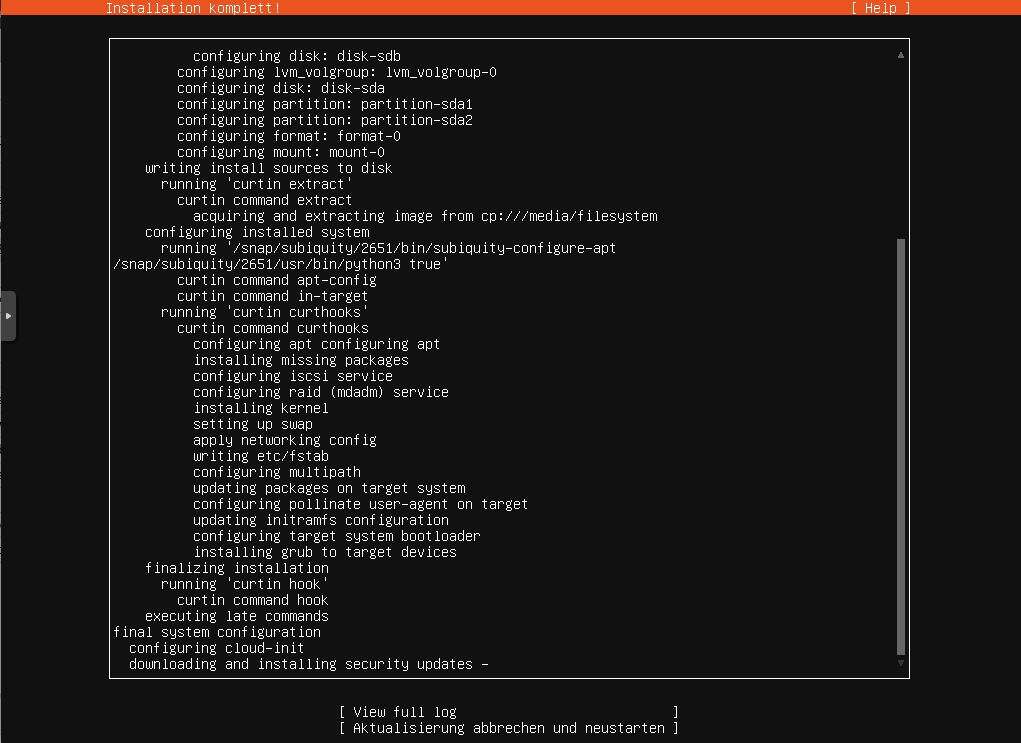 Installation komplett! [ Help ]
configuring disk: disk-sdb
configuring lvm_volgroup: lvm_volgroup-0
configuring disk: disk-sda
configuring partition: partition-sda1
configuring partition: partition-sda2
configuring format: format-0
configuring mount: mount-0
writing install sources to disk
running 'curtin extract'
curtin command extract
acquiring and extracting image from cp:///media/filesystem
configuring installed system
running '/snap/subiquity/2651/bin/subiquity-configure-apt
/snap/subiquity/2651/usr/bin/python3 true'
curtin command apt-config
curtin command in-target
running 'curtin curthooks'
curtin command curthooks
configuring apt configuring apt
installing missing packages
configuring iscsi service
configuring raid (mdadm) service
installing kernel
setting up swap
apply networking config
writing etc/fstab
configuring multipath
updating packages on target system
configuring pollinate user-agent on target
updating initramfs configuration
configuring target system bootloader
installing grub to target devices
finalizing installation
running 'curtin hook'
curtin command hook
executing late commands
final system configuration
configuring cloud-init
downloading and installing security updates -
[ View full log ]
[ Aktualisierung abbrechen und neustarten ]